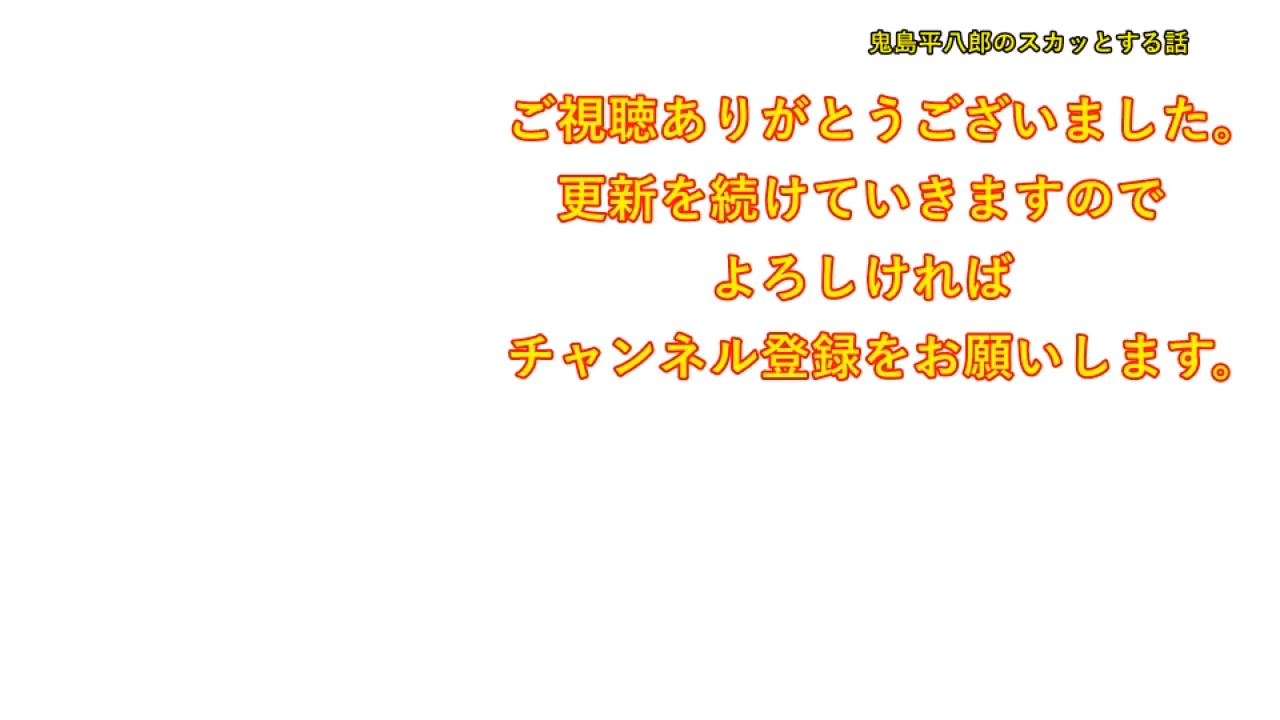 鬼島平八郎のスカッとする話
ご視聴ありがとうございました。
更新を続けていきますので
よろしければ
チャンネル登録をお願いします。